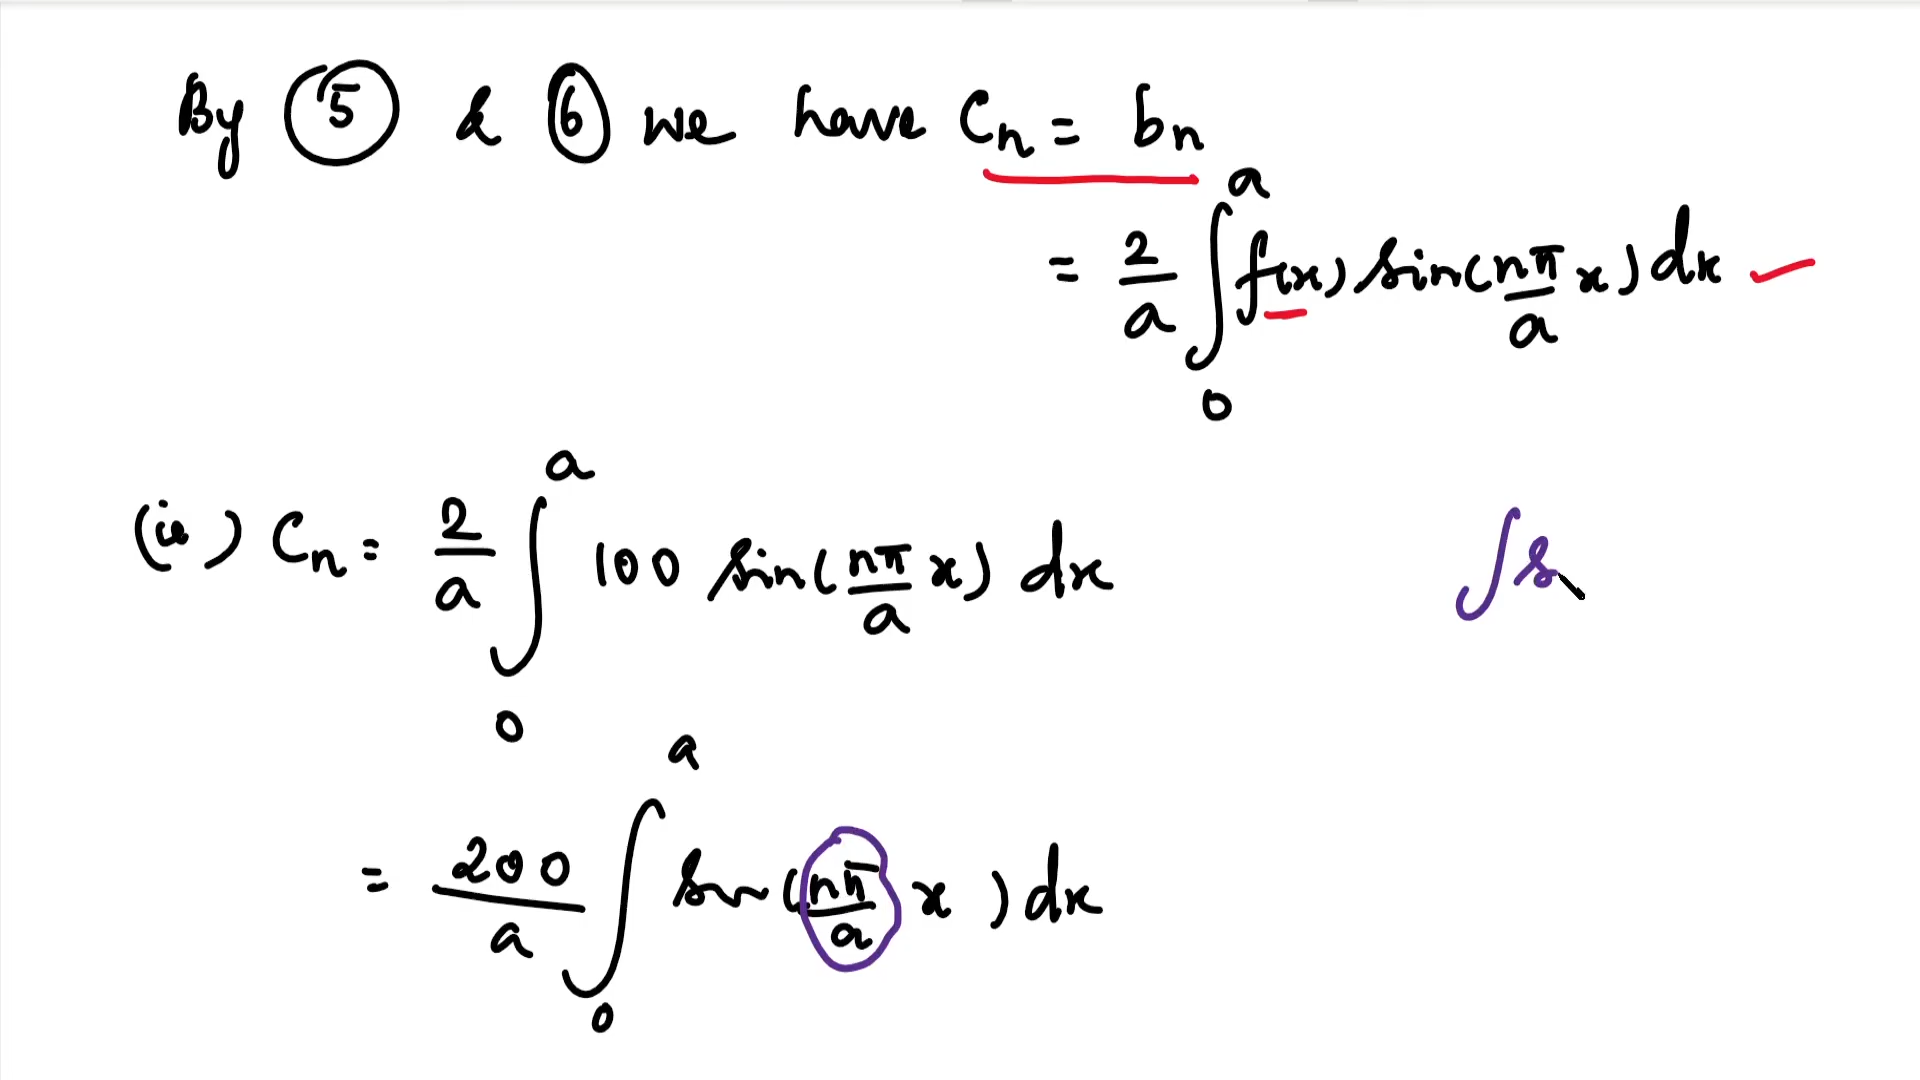 By ⑤ & ⑥ we have Cₙ = bₙ
= 2/a ∫₀ᵃ f(x) sin(nπ/a x) dx
(ie) Cₙ = 2/a ∫₀ᵃ 100 sin(nπ/a x) dx
∫s
= 200/a ∫₀ᵃ sin(nπ/a x) dx